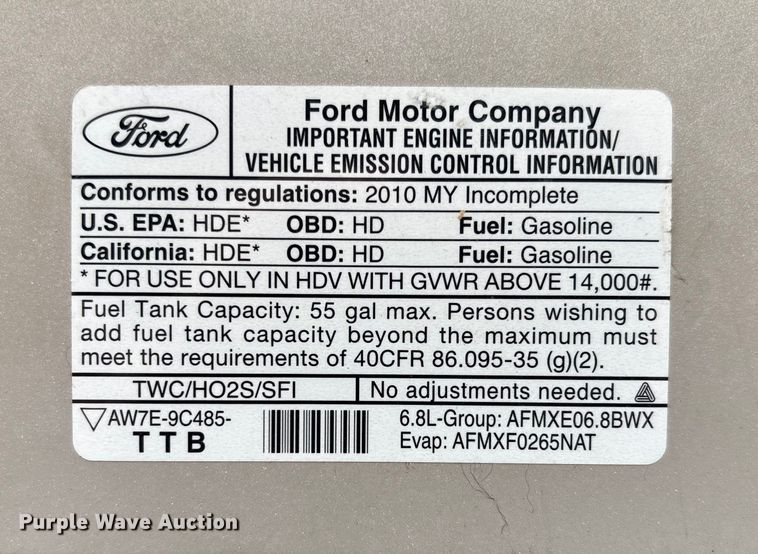 Ford
Ford Motor Company
IMPORTANT ENGINE INFORMATION/
VEHICLE EMISSION CONTROL INFORMATION
Conforms to regulations: 2010 MY Incomplete
U.S. EPA: HDE* OBD: HD Fuel: Gasoline
California: HDE* OBD: HD Fuel: Gasoline
* FOR USE ONLY IN HDV WITH GVWR ABOVE 14,000#.
Fuel Tank Capacity: 55 gal max. Persons wishing to
add fuel tank capacity beyond the maximum must
meet the requirements of 40CFR 86.095-35 (g)(2).
TWC/HO2S/SFI No adjustments needed.
AW7E-9C485- 6.8L-Group: AFMXE06.8BWX
TTB Evap: AFMXF0265NAT
Purple Wave Auction